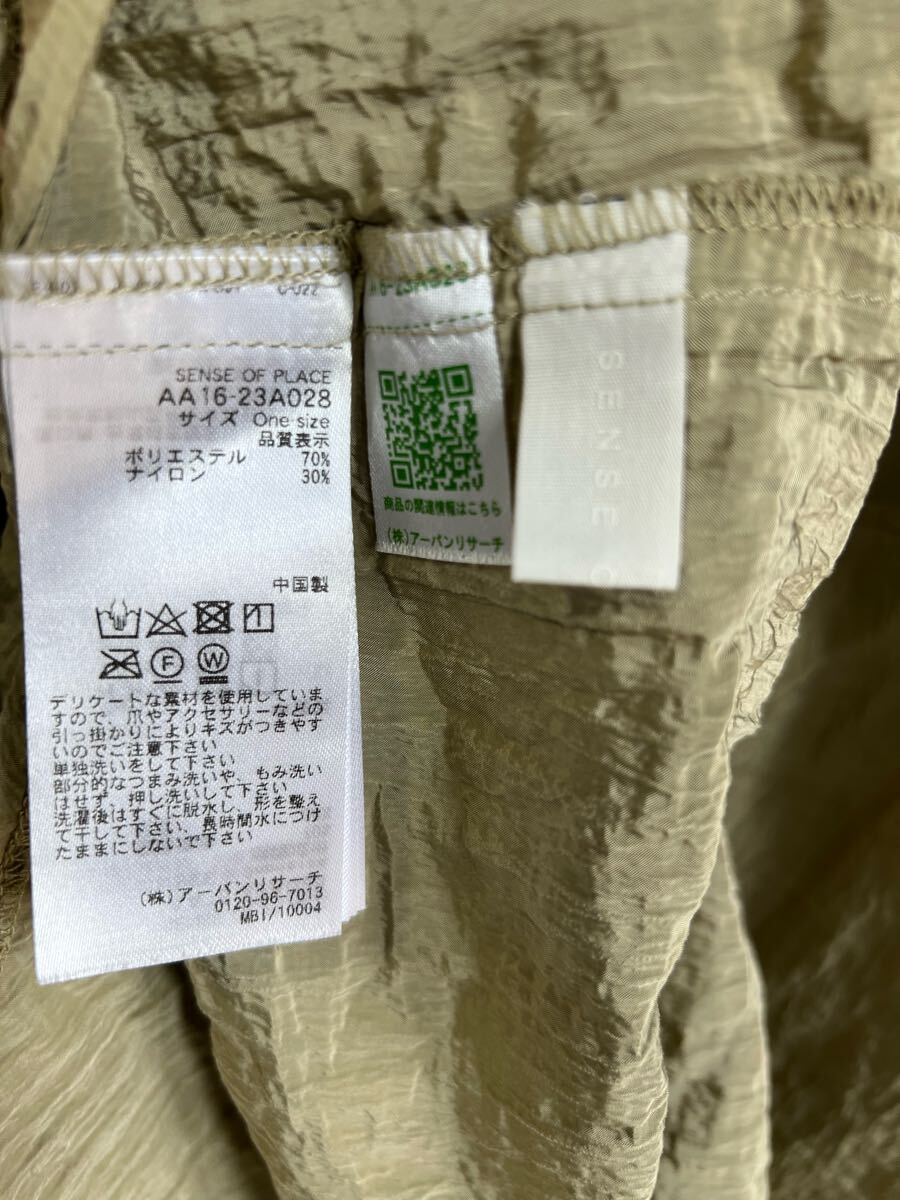 C-022
SENSE OF PLACE
AA16-23A028
サイズ One size
品質表示
ポリエステル 70%
ナイロン 30%
中国製
F
W
デリケートな素材を使用していま
すので、爪やアクセサリーなどの
引っ掛かりによりキズがつきやす
いのでご注意下さい
単独洗いをして下さい
部分的なつまみ洗いや、もみ洗い
はせず、押し洗いして下さい
洗濯後はすぐに脱水し、形を整え
て干して下さい、長時間水につけ
たままにしないで下さい
(株)アーバンリサーチ
0120-96-7013
MBI/10004
A16-23A028
商品の関連情報はこちら
(株)アーバンリサーチ
SENSE O